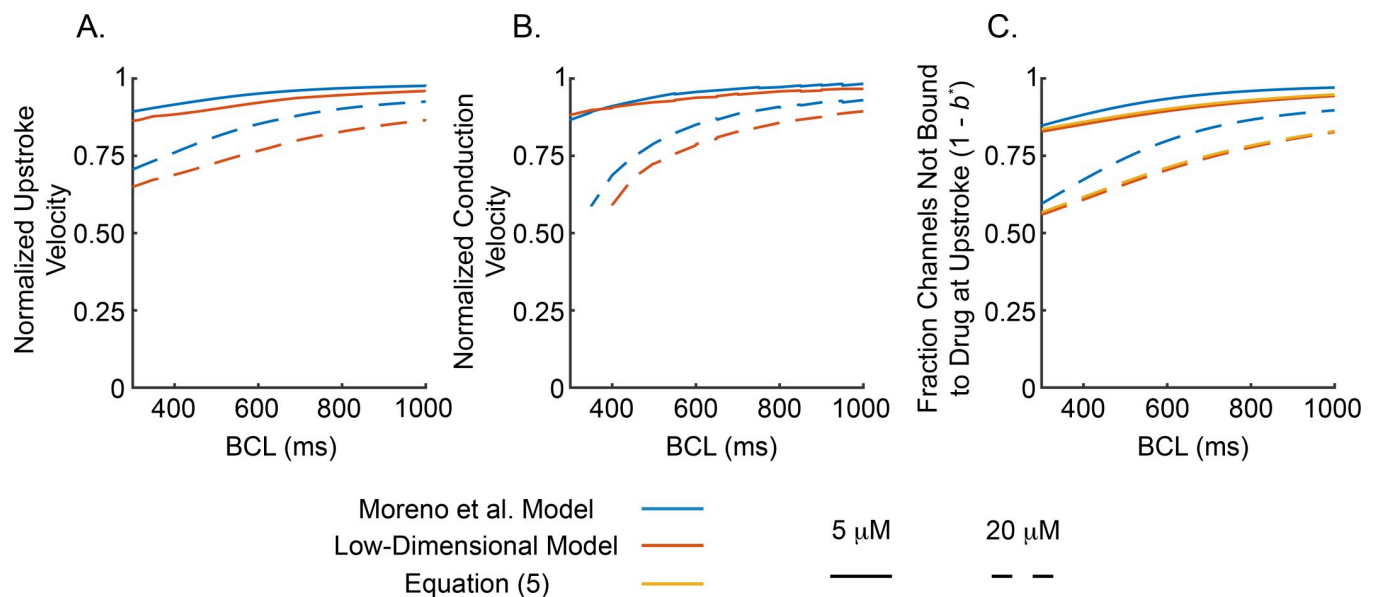 A.
Normalized Upstroke
Velocity
1
0.75
0.50
0.25
0
400 600 800 1000
BCL (ms)
B.
Normalized Conduction
Velocity
1
0.75
0.50
0.25
0
400 600 800 1000
BCL (ms)
C.
Fraction Channels Not Bound
to Drug at Upstroke (1 - b*)
1
0.75
0.50
0.25
0
400 600 800 1000
BCL (ms)
Moreno et al. Model
Low-Dimensional Model
Equation (5)
5 μM
20 μM